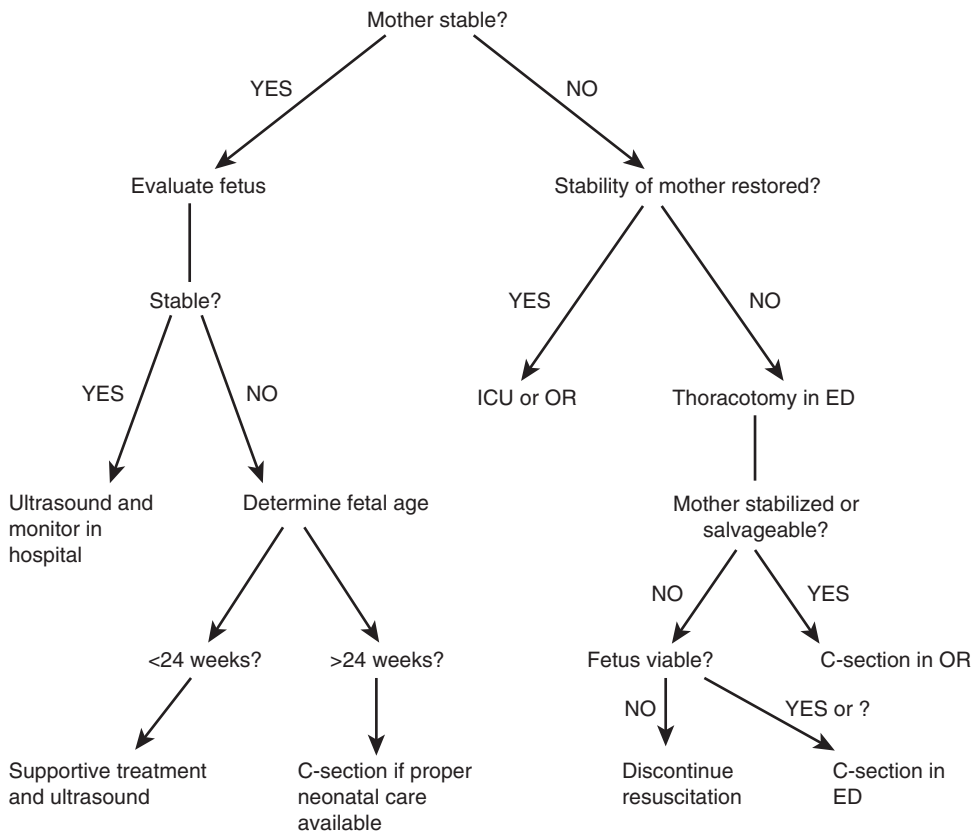 Mother stable?
YES
NO
Evaluate fetus
Stability of mother restored?
Stable?
YES
NO
YES
NO
ICU or OR
Thoracotomy in ED
Ultrasound and
monitor in
hospital
Determine fetal age
Mother stabilized or
salvageable?
NO
YES
<24 weeks?
>24 weeks?
Fetus viable?
C-section in OR
NO
YES or ?
Supportive treatment
and ultrasound
C-section if proper
neonatal care
available
Discontinue
resuscitation
C-section in
ED